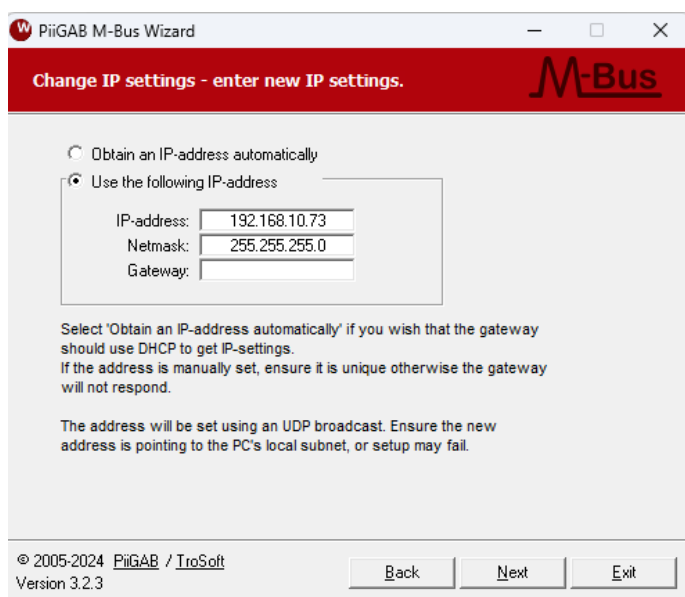 W PiiGAB M-Bus Wizard
Change IP settings - enter new IP settings.
M-Bus
Obtain an IP-address automatically
Use the following IP-address
IP-address: 192.168.10.73
Netmask: 255.255.255.0
Gateway:
Select 'Obtain an IP-address automatically' if you wish that the gateway
should use DHCP to get IP-settings.
If the address is manually set, ensure it is unique otherwise the gateway
will not respond.
The address will be set using an UDP broadcast. Ensure the new
address is pointing to the PC's local subnet, or setup may fail.
© 2005-2024 PiiGAB / TroSoft
Version 3.2.3
Back Next Exit